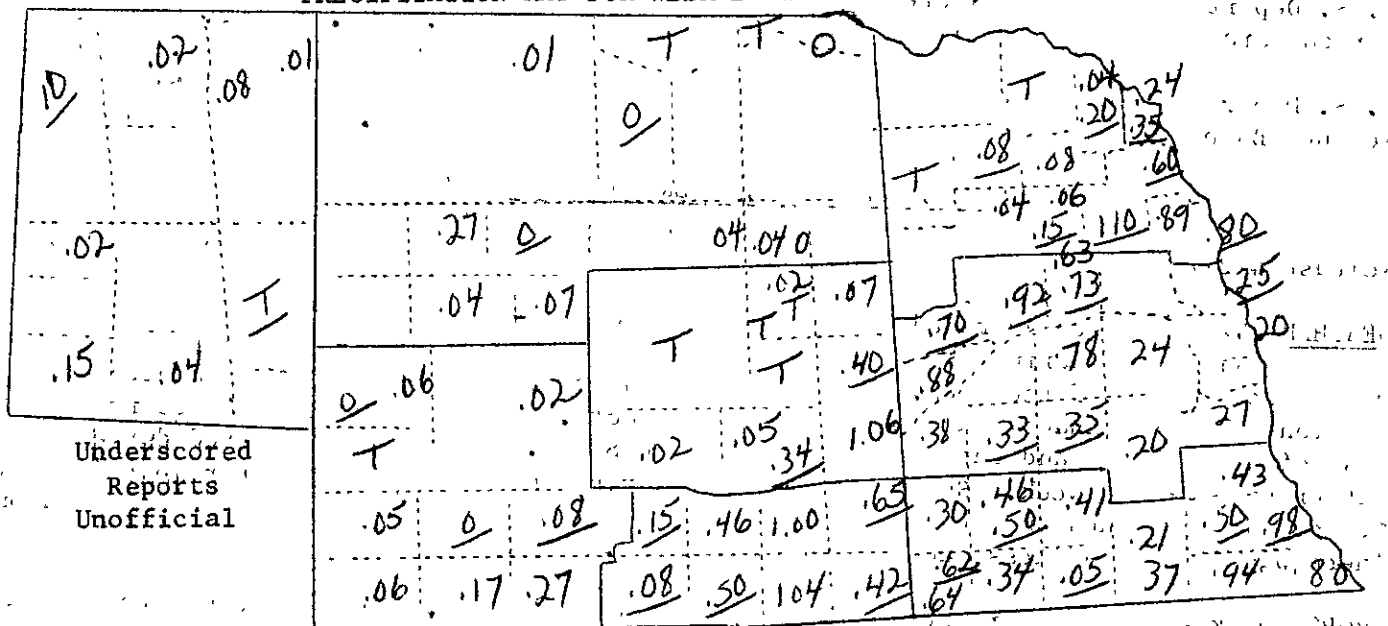 .01 T T 0
.02 .01
10 .08
0
T .04 .24
.20 .35
T .08 .08 .60
.04 .06
.27 0 04 .04 0 .15 110 .89 80
.02 .63
.04 .07 .02 .07 .92 .73 .25
T T T .70 20
T
.15 .04 T .40 .88 .78 24
0 .06 .02
T .02 .05 .34 1.06 .38 .33 .35 .20 27
Underscored
Reports
Unofficial
.43
.05 0 .08 .15 .46 1.00 .65 .30 .46 .50 .41 .21 .50 .98
.06 .17 .27 .08 .50 104 .42 .62 .64 .34 .05 37 .94 80